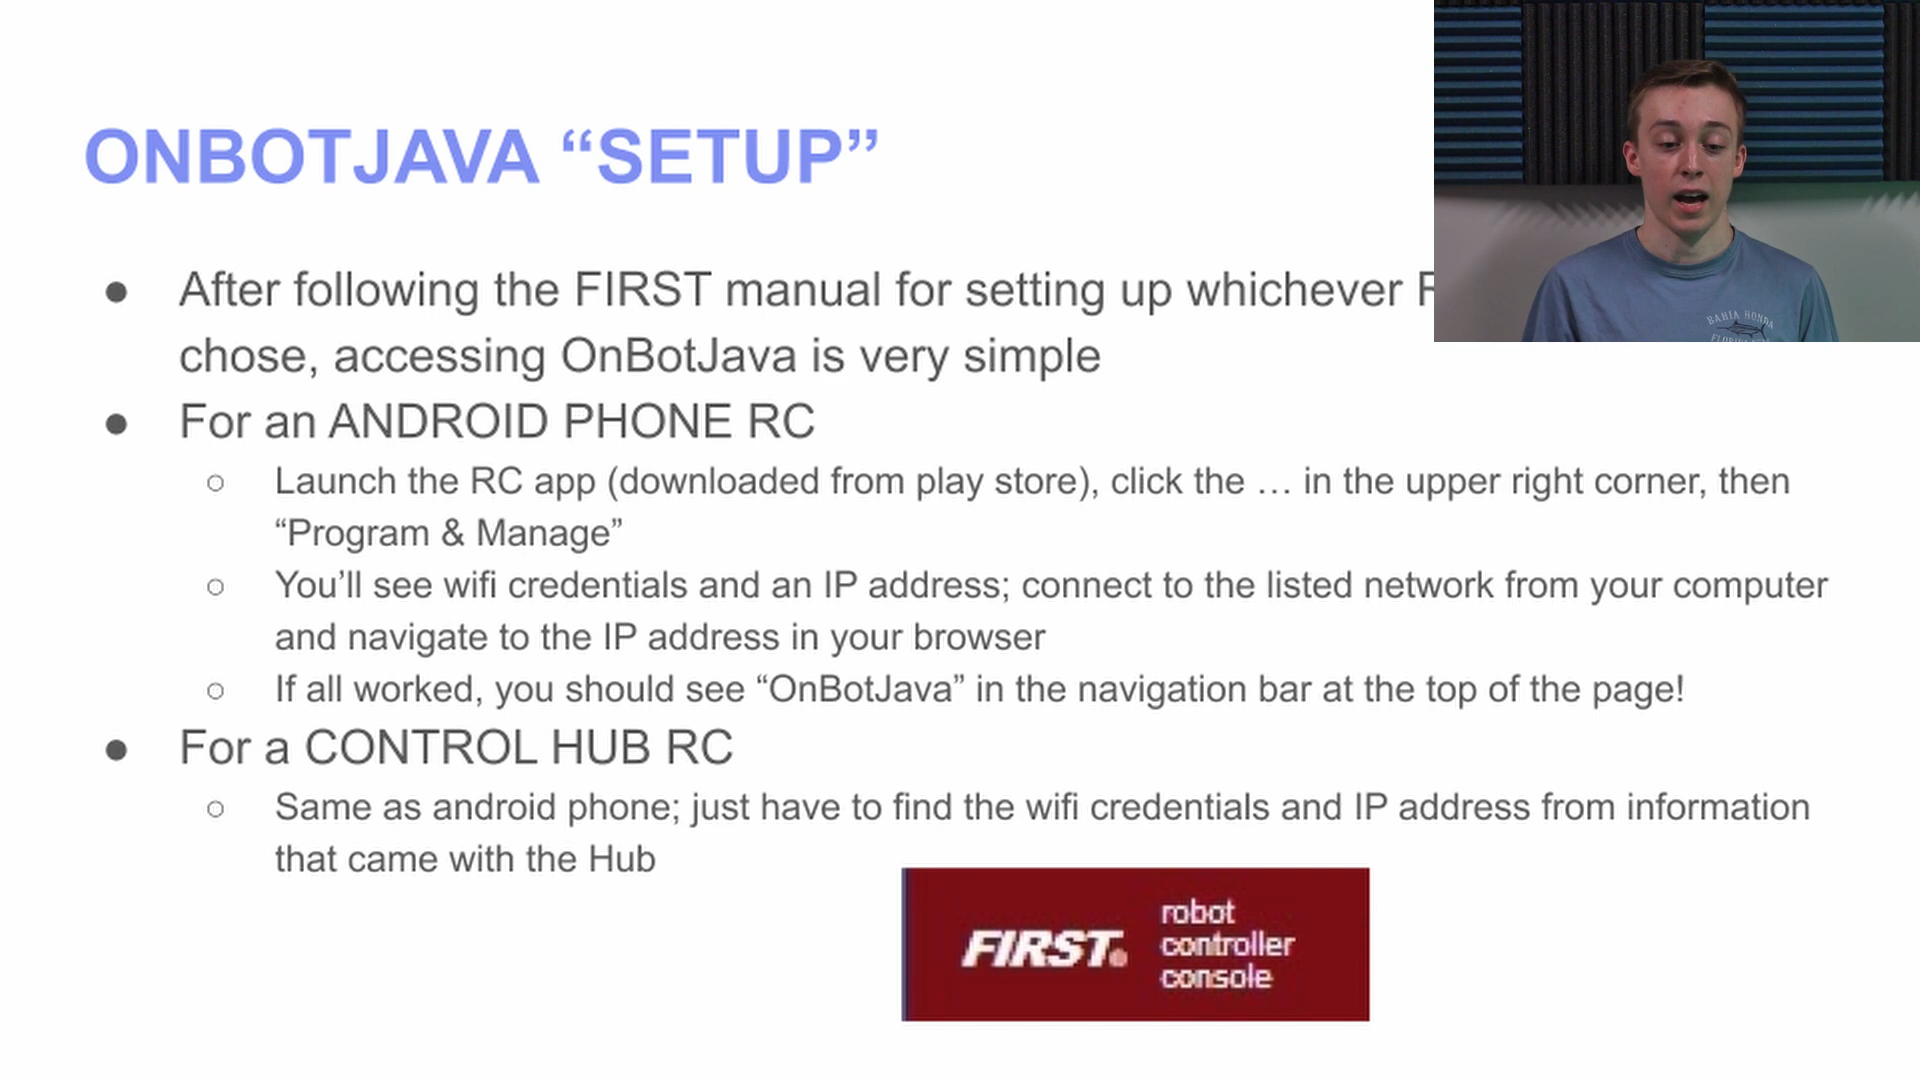 ONBOTJAVA “SETUP”
● After following the FIRST manual for setting up whichever
chose, accessing OnBotJava is very simple
● For an ANDROID PHONE RC
○ Launch the RC app (downloaded from play store), click the … in the upper right corner, then
“Program & Manage”
○ You’ll see wifi credentials and an IP address; connect to the listed network from your computer
and navigate to the IP address in your browser
○ If all worked, you should see “OnBotJava” in the navigation bar at the top of the page!
● For a CONTROL HUB RC
○ Same as android phone; just have to find the wifi credentials and IP address from information
that came with the Hub
FIRST.
robot
controller
console
BAHIA HONDA